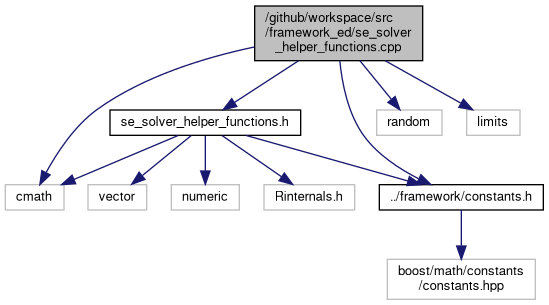 /github/workspace/src
/framework_ed/se_solver
_helper_functions.cpp
se_solver_helper_functions.h
random
limits
cmath
vector
numeric
Rinternals.h
../framework/constants.h
boost/math/constants
/constants.hpp